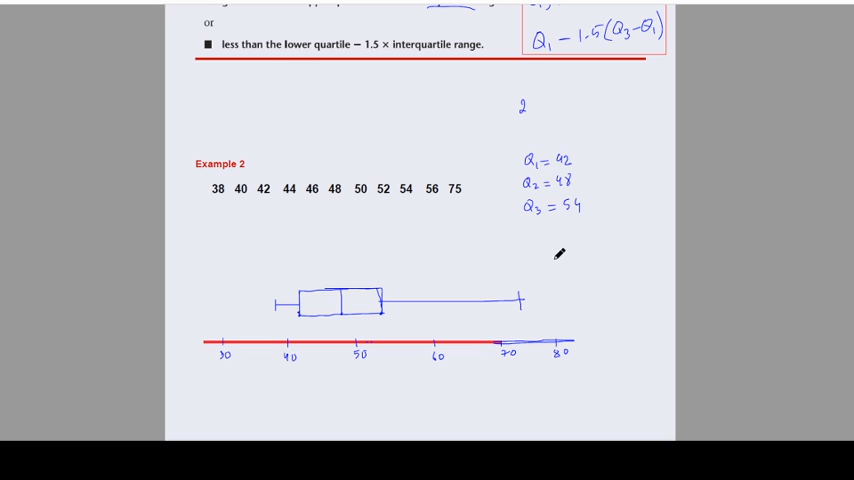 or
■ less than the lower quartile – 1.5 × interquartile range.
Q₁ – 1.5(Q₃–Q₁)
2
Example 2
38 40 42 44 46 48 50 52 54 56 75
Q₁ = 42
Q₂ = 48
Q₃ = 54
30 40 50 60 70 80